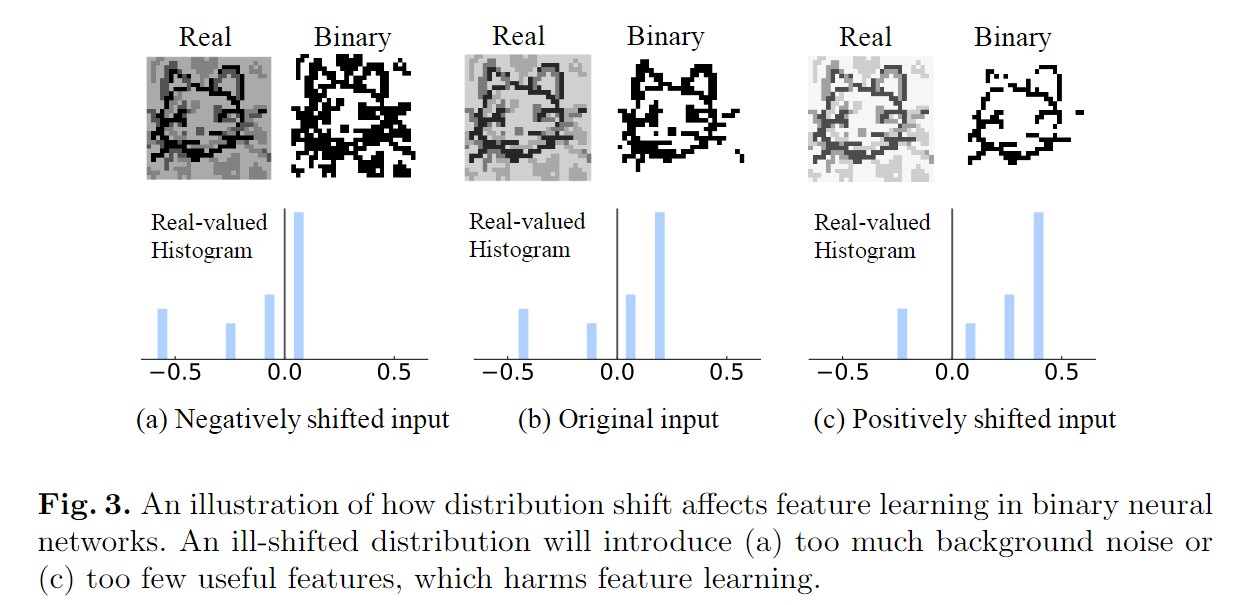 Real Binary Real Binary Real Binary
Real-valued
Histogram
Real-valued
Histogram
Real-valued
Histogram
−0.5 0.0 0.5 −0.5 0.0 0.5 −0.5 0.0 0.5
(a) Negatively shifted input (b) Original input (c) Positively shifted input
Fig. 3. An illustration of how distribution shift affects feature learning in binary neural
networks. An ill-shifted distribution will introduce (a) too much background noise or
(c) too few useful features, which harms feature learning.